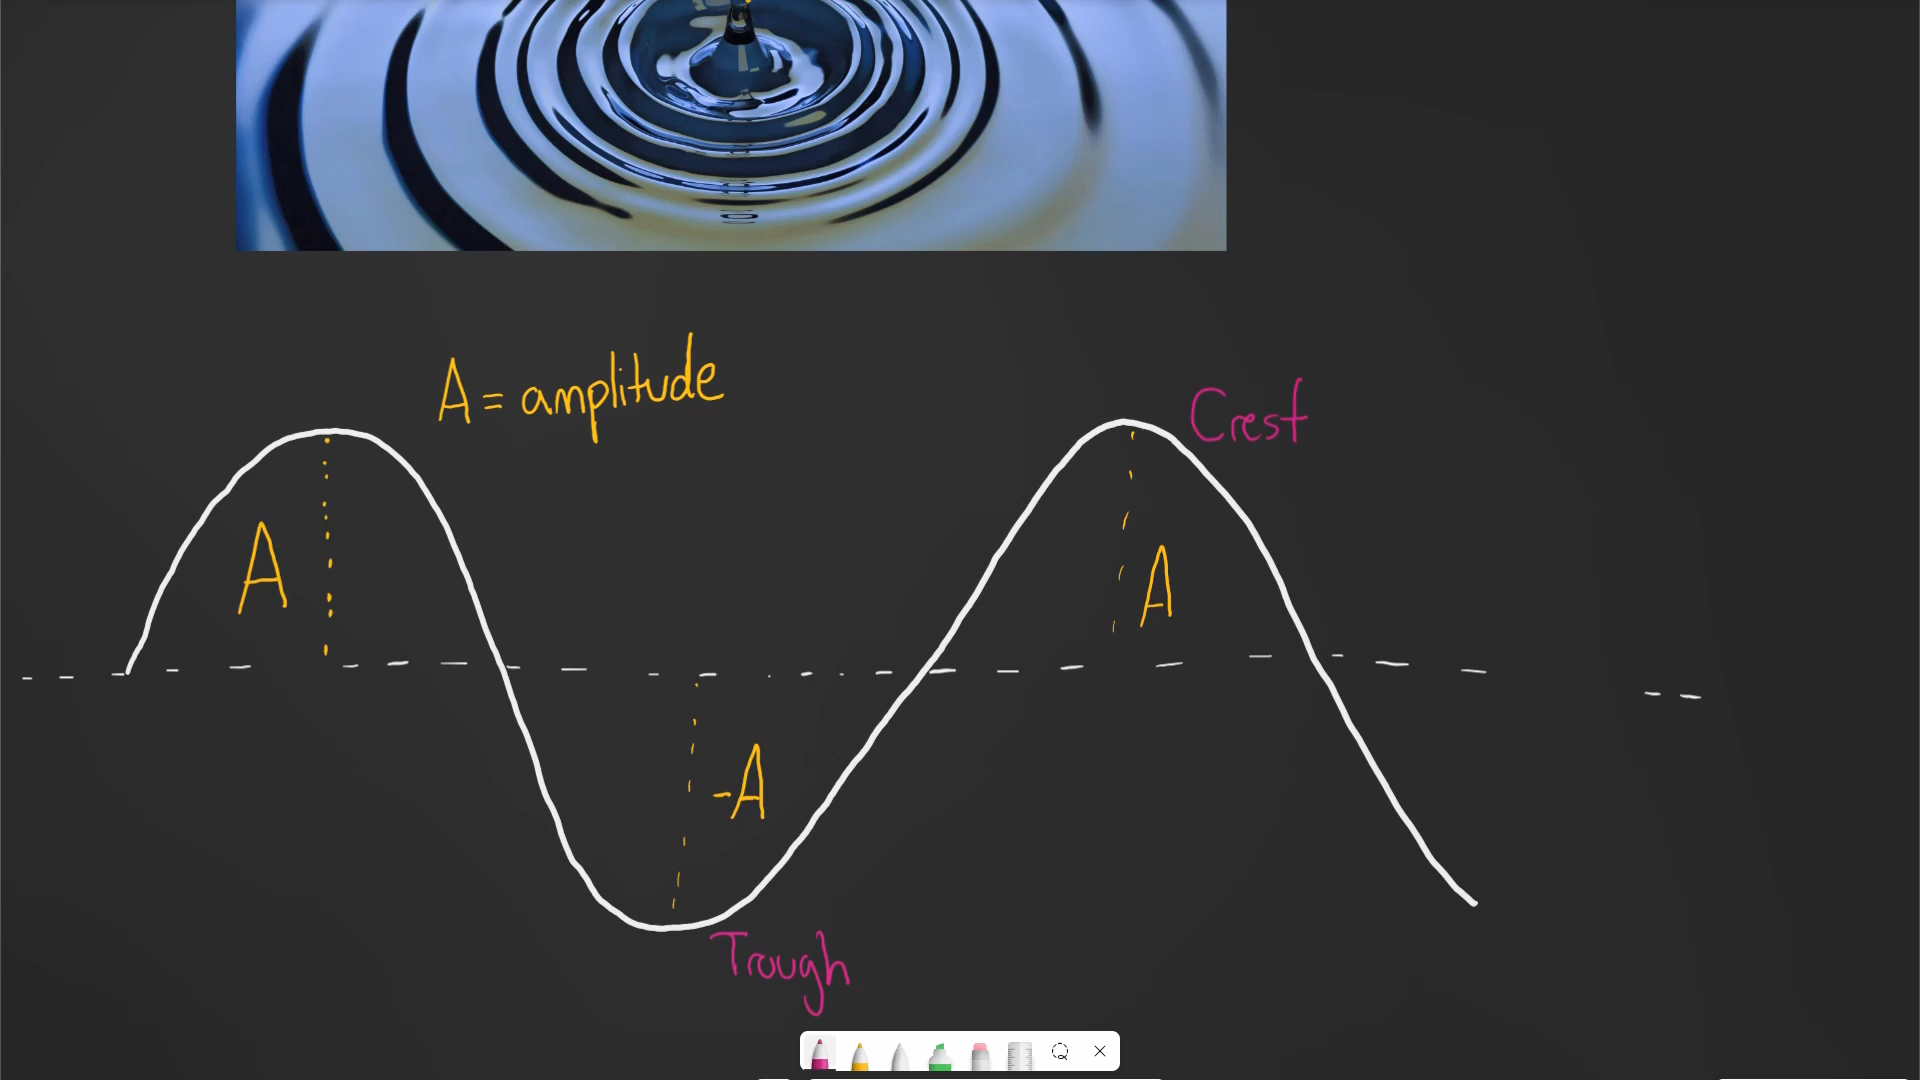 A = amplitude
Crest
A
A
-A
Trough